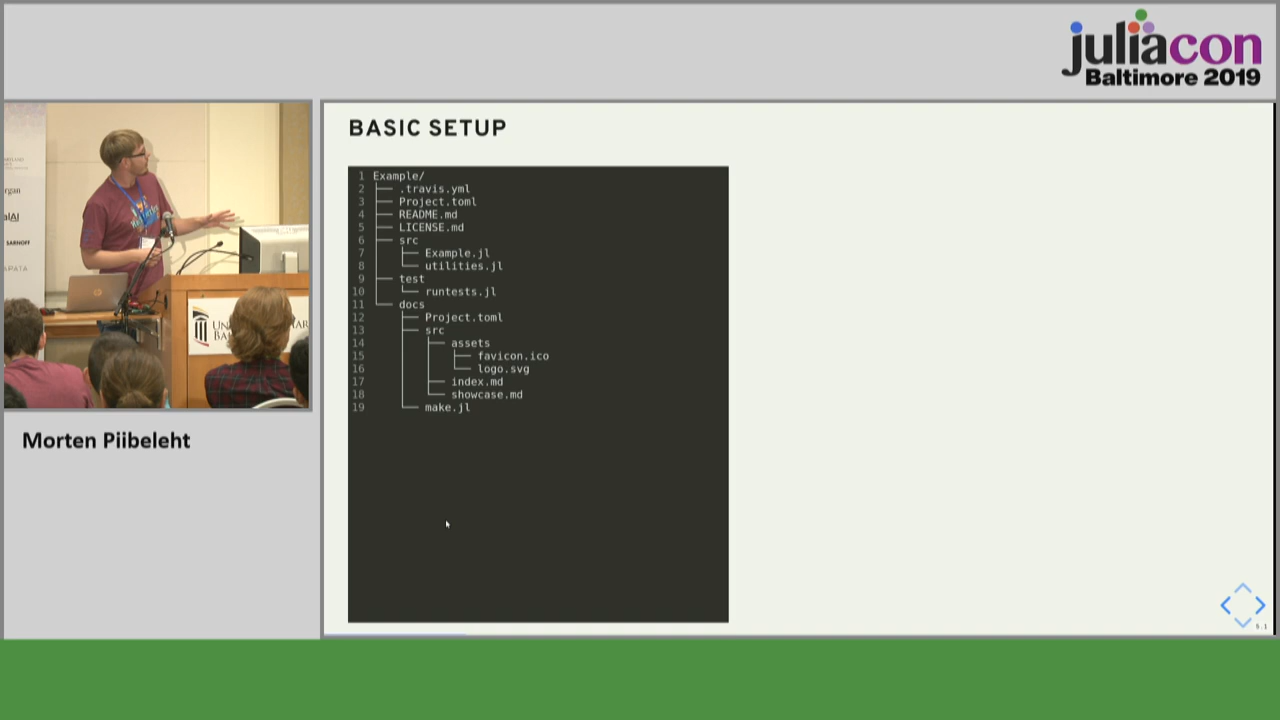 juliacon
Baltimore 2019
BASIC SETUP
1 Example/
2 ├── .travis.yml
3 ├── Project.toml
4 ├── README.md
5 ├── LICENSE.md
6 ├── src
7 │   ├── Example.jl
8 │   └── utilities.jl
9 ├── test
10 │   └── runtests.jl
11 └── docs
12     ├── Project.toml
13     ├── src
14     │   ├── assets
15     │   │   ├── favicon.ico
16     │   │   └── logo.svg
17     │   ├── index.md
18     │   └── showcase.md
19     └── make.jl
SARNOFF
Morten Piibeleht
5.1